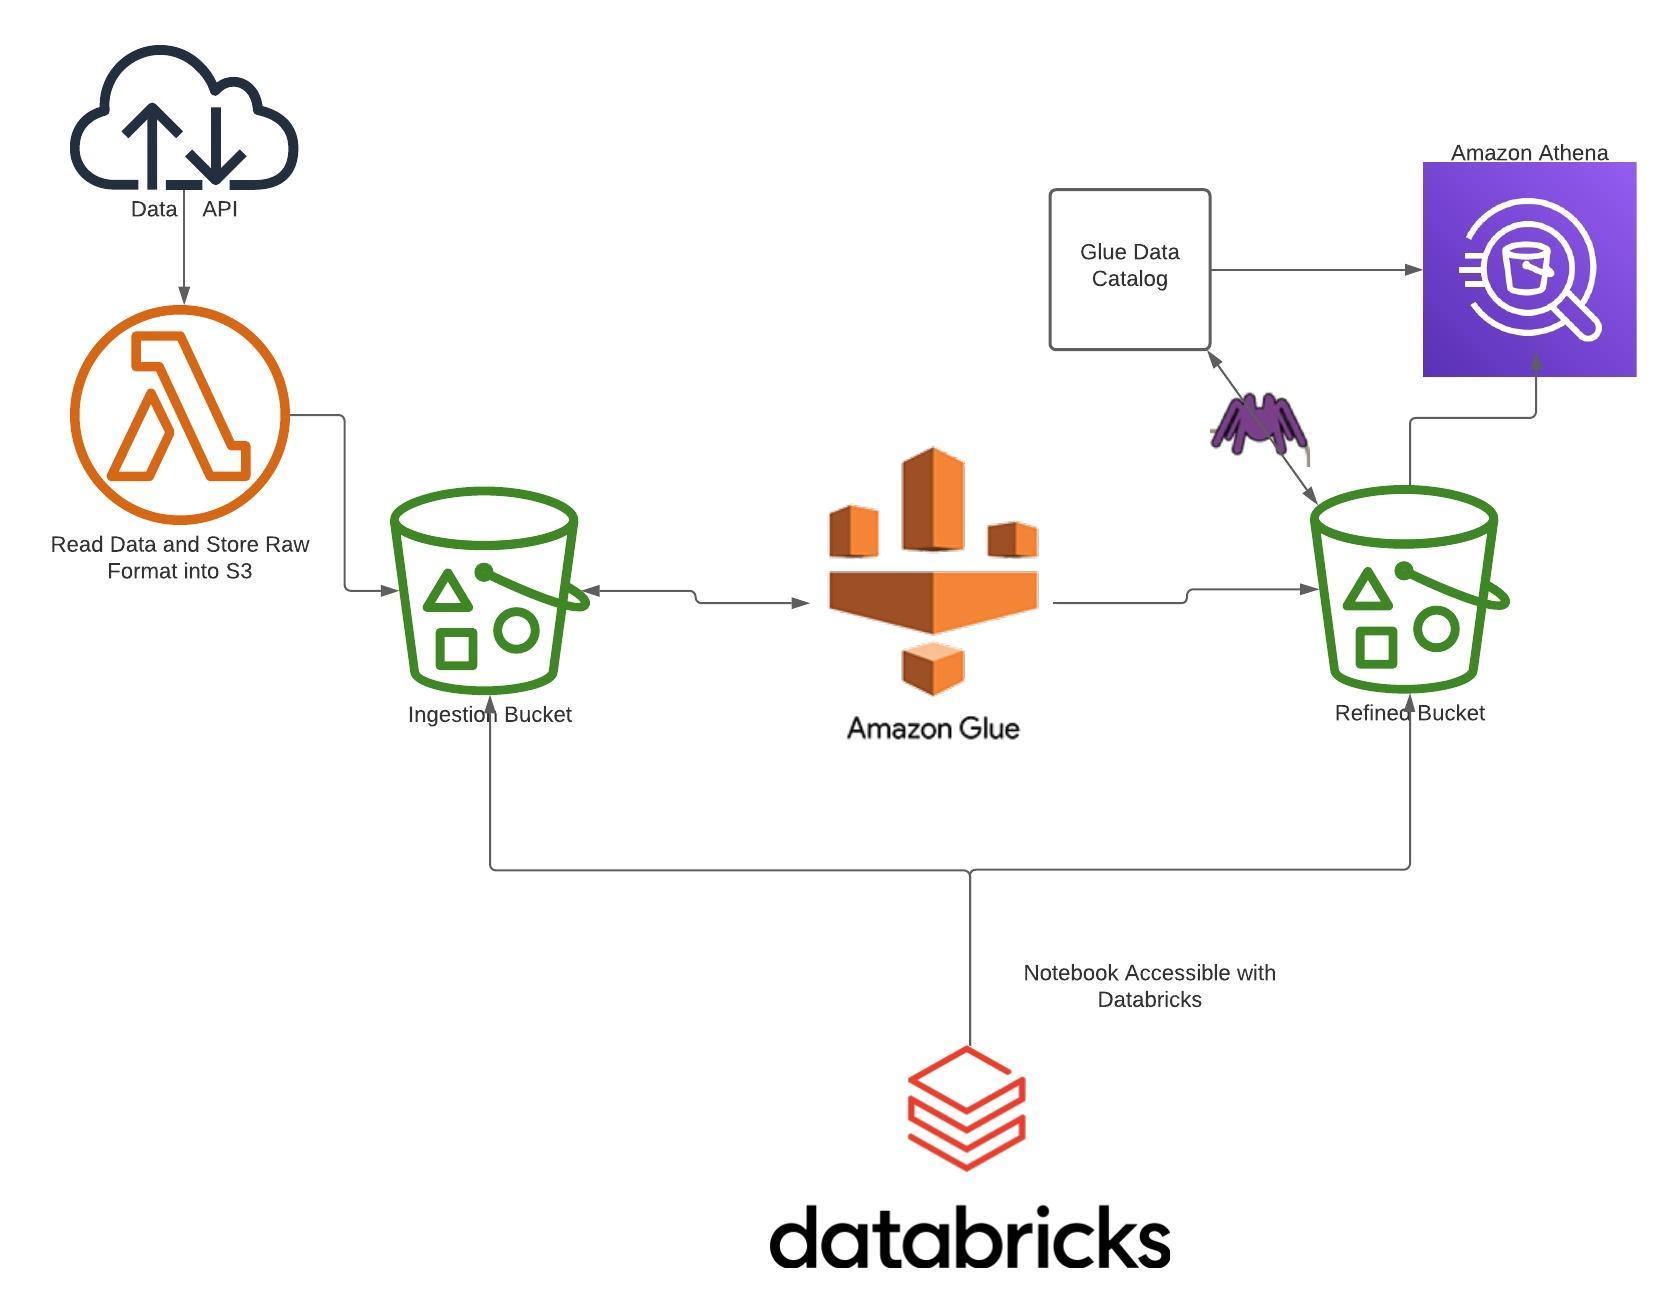 Data API
Read Data and Store Raw
Format into S3
Ingestion Bucket
Amazon Glue
Glue Data
Catalog
Amazon Athena
Refined Bucket
Notebook Accessible with
Databricks
databricks